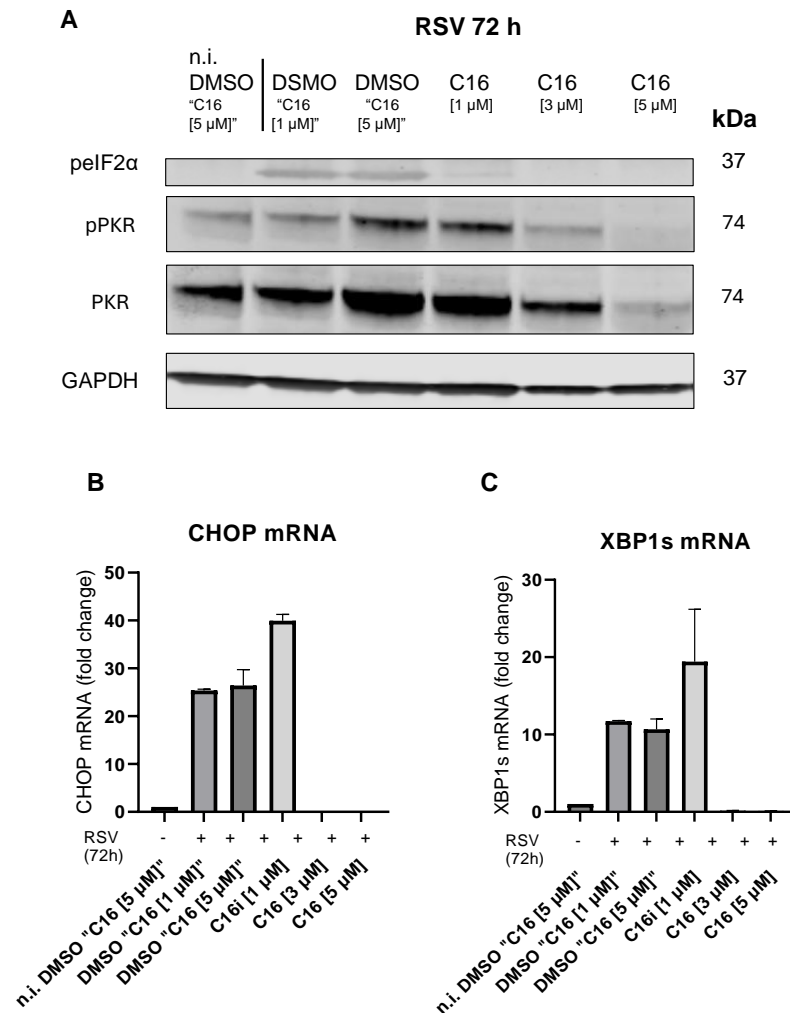 A
RSV 72 h
n.i.
DMSO DSMO DMSO C16 C16 C16
“C16 “C16 “C16 [1 µM] [3 µM] [5 µM]
[5 µM]” [1 µM]” [5 µM]”
kDa
peIF2α 37
pPKR 74
PKR 74
GAPDH 37
B
CHOP mRNA
CHOP mRNA (fold change)
50
40
30
20
10
0
RSV - + + + + + +
(72h)
n.i. DMSO "C16 [5 µM]"
DMSO "C16 [1 µM]"
DMSO "C16 [5 µM]"
C16i [1 µM]
C16 [3 µM]
C16 [5 µM]
C
XBP1s mRNA
XBP1s mRNA (fold change)
30
20
10
0
RSV - + + + + + +
(72h)
n.i. DMSO "C16 [5 µM]"
DMSO "C16 [1 µM]"
DMSO "C16 [5 µM]"
C16i [1 µM]
C16 [3 µM]
C16 [5 µM]